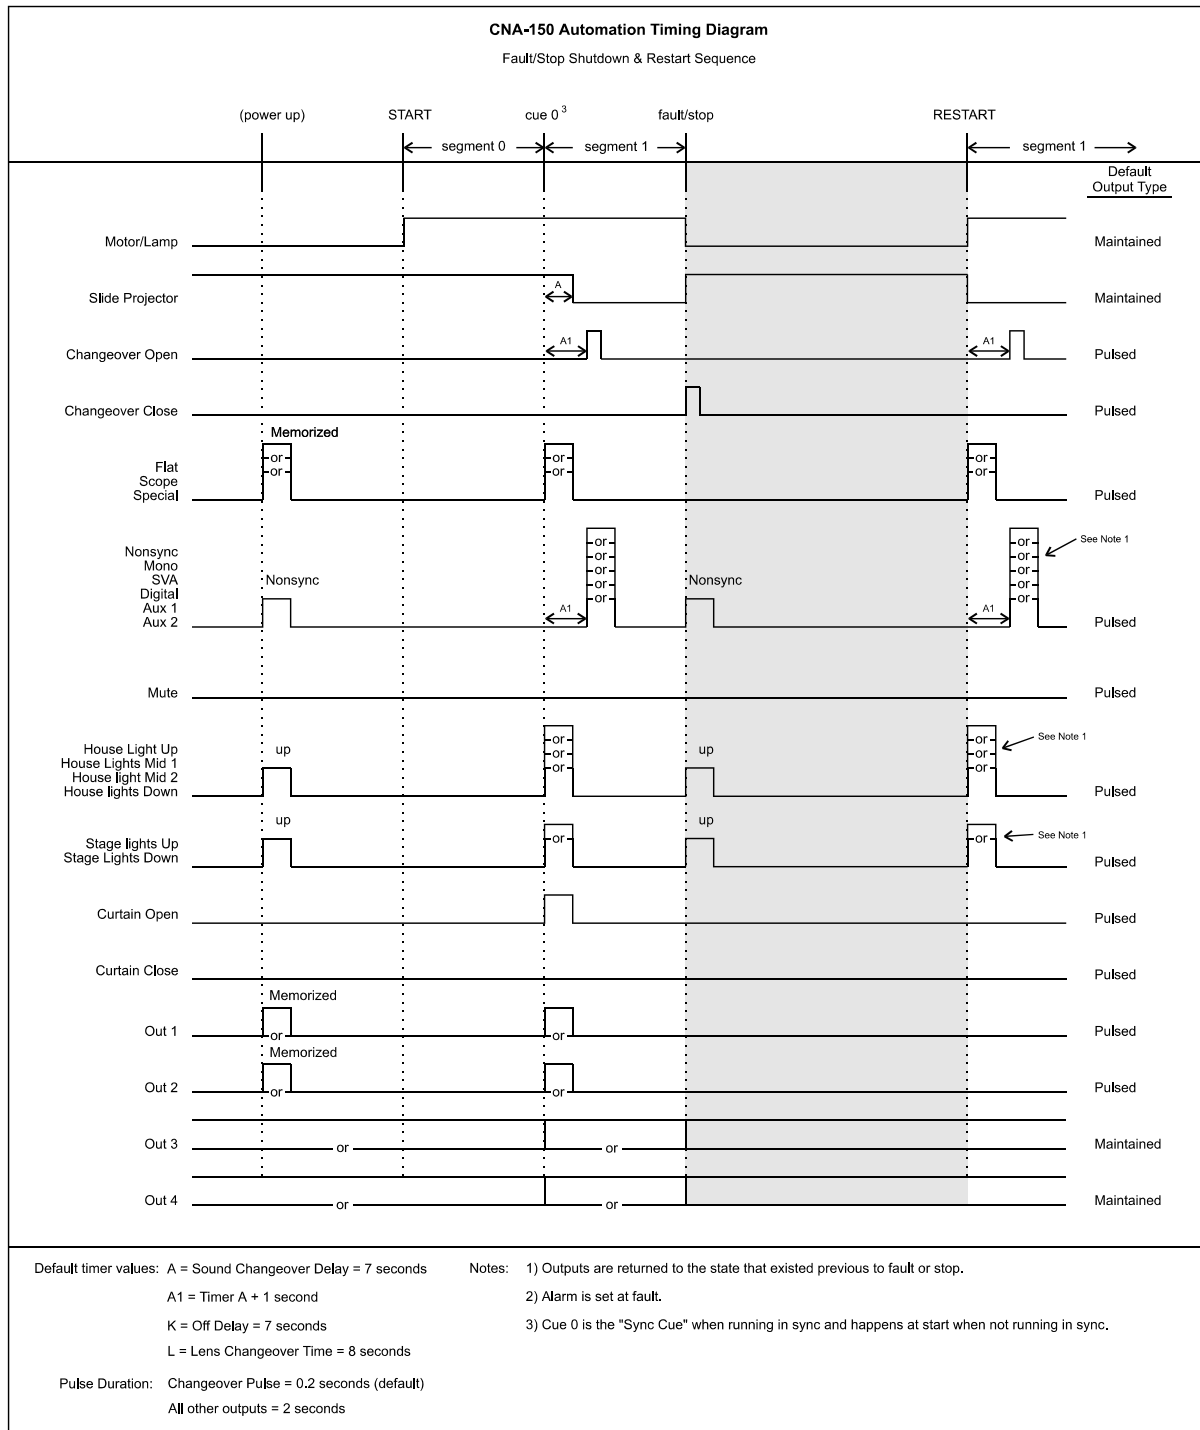 CNA-150 Automation Timing Diagram
Fault/Stop Shutdown & Restart Sequence
(power up) START cue 0 3 fault/stop RESTART
segment 0 segment 1 segment 1
Default
Output Type
Motor/Lamp Maintained
Slide Projector A Maintained
Changeover Open A1 A1 Pulsed
Changeover Close Pulsed
Memorized
Flat or or or
Scope or or or
Special Pulsed
Nonsync or or See Note 1
Mono or or
SVA Nonsync or Nonsync or
Digital or or
Aux 1 A1 or A1 or
Aux 2 Pulsed
Mute Pulsed
House Light Up up or up or See Note 1
House Lights Mid 1 or or
House light Mid 2 or or
House lights Down Pulsed
up up
Stage lights Up or or See Note 1
Stage Lights Down Pulsed
Curtain Open Pulsed
Curtain Close Pulsed
Memorized
Out 1 or or Pulsed
Memorized
Out 2 or or Pulsed
Out 3 or or Maintained
Out 4 or or Maintained
Default timer values: A = Sound Changeover Delay = 7 seconds
A1 = Timer A + 1 second
K = Off Delay = 7 seconds
L = Lens Changeover Time = 8 seconds
Pulse Duration: Changeover Pulse = 0.2 seconds (default)
All other outputs = 2 seconds
Notes: 1) Outputs are returned to the state that existed previous to fault or stop.
2) Alarm is set at fault.
3) Cue 0 is the "Sync Cue" when running in sync and happens at start when not running in sync.